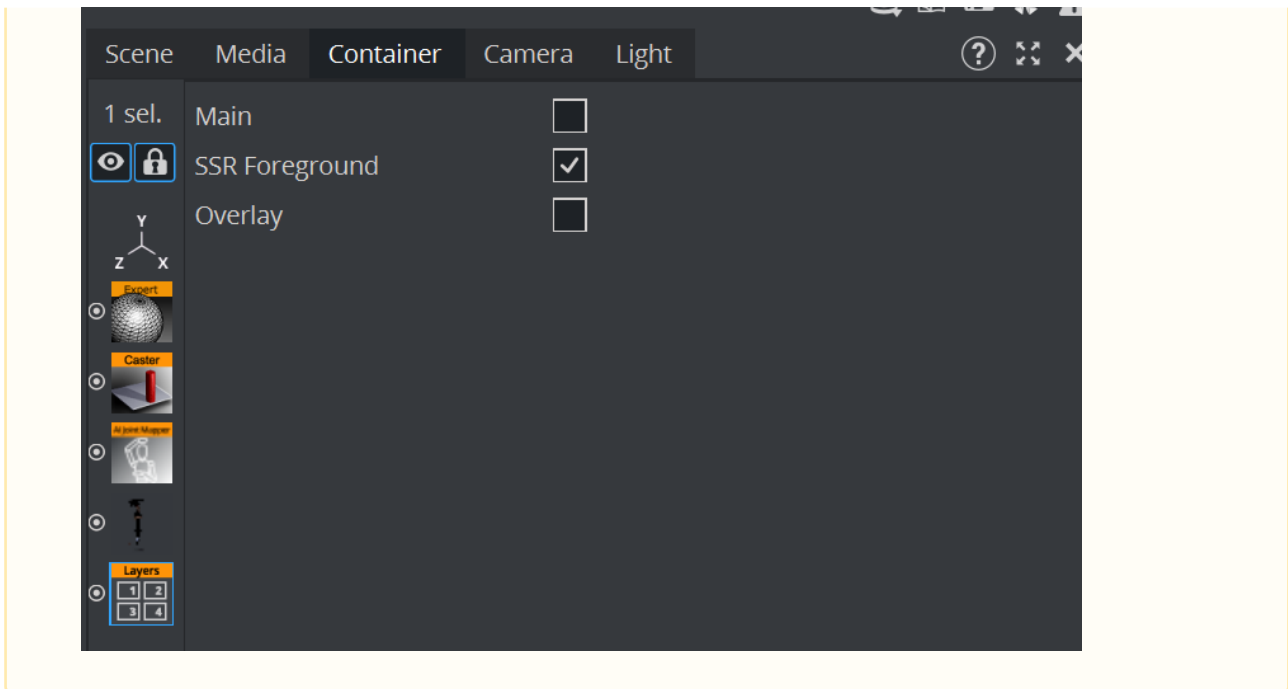 Scene Media Container Camera Light ?
1 sel.
Main
SSR Foreground
Overlay
Y
Z X
Expert
Caster
AI Joint Mapper
Layers
1 2
3 4